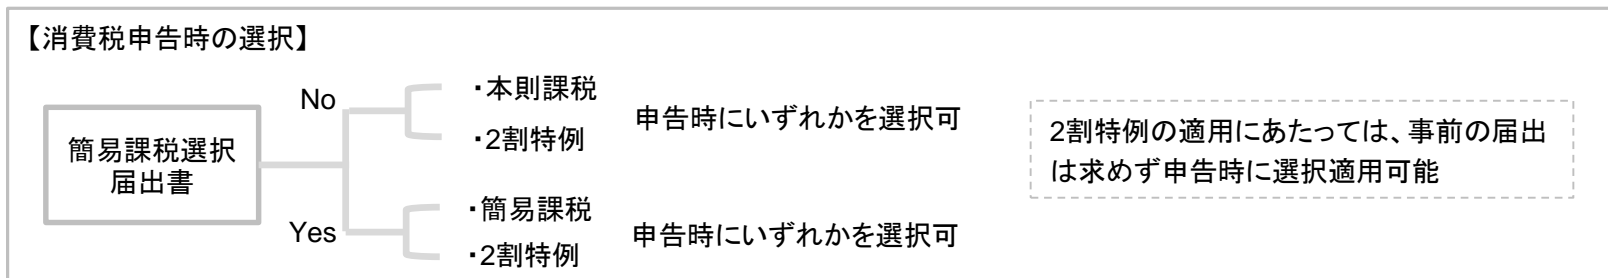 【消費税申告時の選択】
簡易課税選択
届出書
No
・本則課税
・2割特例
申告時にいずれかを選択可
Yes
・簡易課税
・2割特例
申告時にいずれかを選択可
2割特例の適用にあたっては、事前の届出
は求めず申告時に選択適用可能